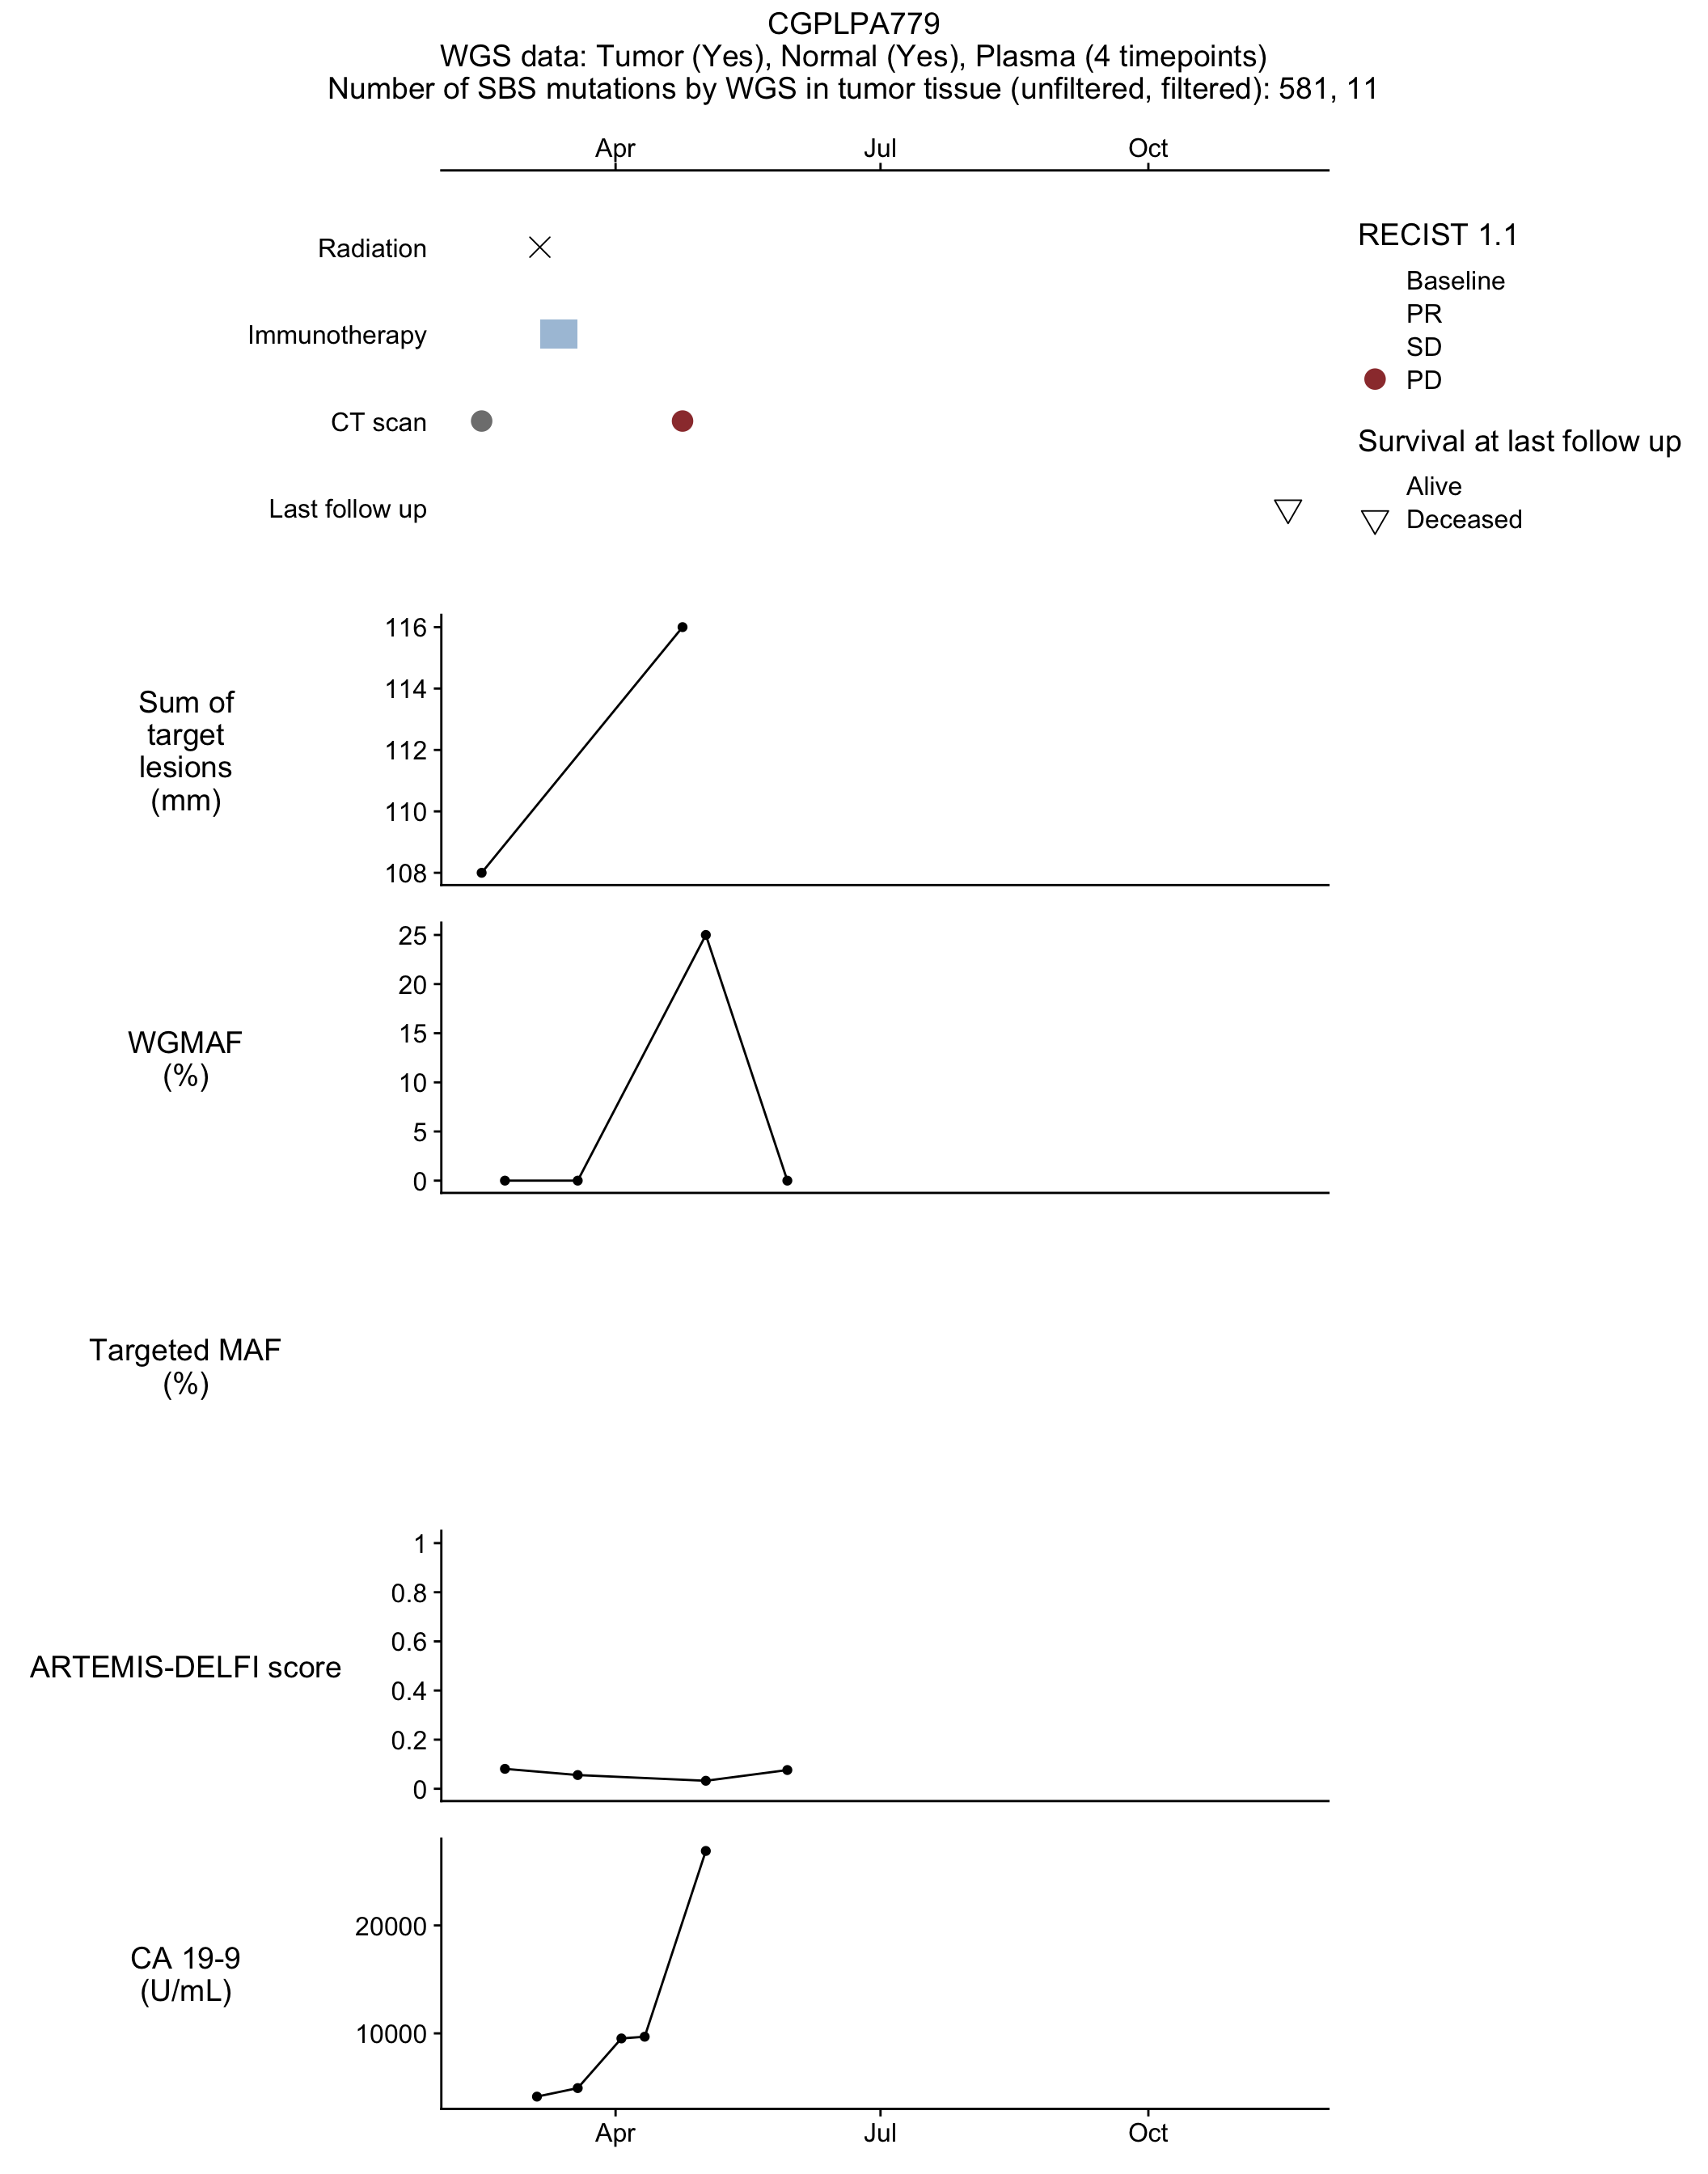 CGPLPA779
WGS data: Tumor (Yes), Normal (Yes), Plasma (4 timepoints)
Number of SBS mutations by WGS in tumor tissue (unfiltered, filtered): 581, 11
Apr Jul Oct
Radiation
Immunotherapy
CT scan
Last follow up
RECIST 1.1
Baseline
PR
SD
PD
Survival at last follow up
Alive
Deceased
Sum of
target
lesions
(mm)
116
114
112
110
108
WGMAF
(%)
25
20
15
10
5
0
Targeted MAF
(%)
ARTEMIS-DELFI score
1
0.8
0.6
0.4
0.2
0
CA 19-9
(U/mL)
20000
10000
Apr Jul Oct